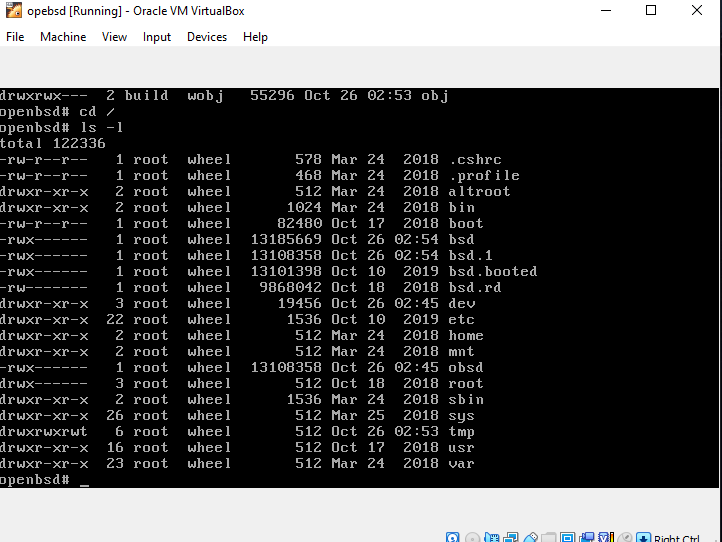 opebsd [Running] - Oracle VM VirtualBox
File Machine View Input Devices Help
drwxrwx--- 2 build wobj 55296 Oct 26 02:53 obj
openbsd# cd /
openbsd# ls -l
total 122336
-rw-r--r-- 1 root wheel 578 Mar 24 2018 .cshrc
-rw-r--r-- 1 root wheel 468 Mar 24 2018 .profile
drwxr-xr-x 2 root wheel 512 Mar 24 2018 altroot
drwxr-xr-x 2 root wheel 1024 Mar 24 2018 bin
-rw-r--r-- 1 root wheel 82480 Oct 17 2018 boot
-rwx------ 1 root wheel 13185669 Oct 26 02:54 bsd
-rwx------ 1 root wheel 13108358 Oct 26 02:54 bsd.1
-rwx------ 1 root wheel 13101398 Oct 10 2019 bsd.booted
-rw------- 1 root wheel 9868042 Oct 18 2018 bsd.rd
drwxr-xr-x 3 root wheel 19456 Oct 26 02:45 dev
drwxr-xr-x 22 root wheel 1536 Oct 10 2019 etc
drwxr-xr-x 2 root wheel 512 Mar 24 2018 home
drwxr-xr-x 2 root wheel 512 Mar 24 2018 mnt
-rwx------ 1 root wheel 13108358 Oct 26 02:45 obsd
drwx------ 3 root wheel 512 Oct 18 2018 root
drwxr-xr-x 2 root wheel 1536 Mar 24 2018 sbin
drwxr-xr-x 26 root wheel 512 Mar 25 2018 sys
drwxrwxrwt 6 root wheel 512 Oct 26 02:53 tmp
drwxr-xr-x 16 root wheel 512 Oct 17 2018 usr
drwxr-xr-x 23 root wheel 512 Mar 24 2018 var
openbsd# _
Right Ctrl